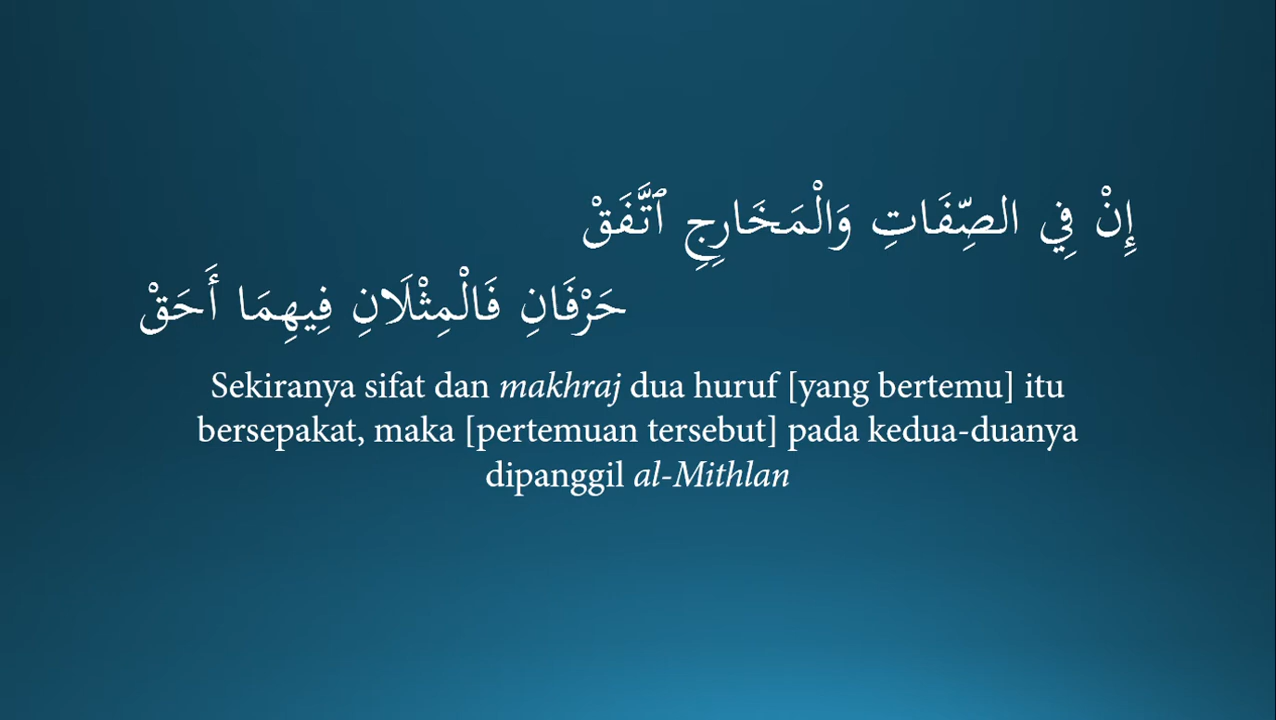 إِنْ فِي الصِّفَاتِ وَالْمَخَارِجِ ٱتَّفَقْ
حَرْفَانِ فَالْمِثْلَانِ فِيهِمَا أَحَقْ
Sekiranya sifat dan makhraj dua huruf [yang bertemu] itu
bersepakat, maka [pertemuan tersebut] pada kedua-duanya
dipanggil al-Mithlan